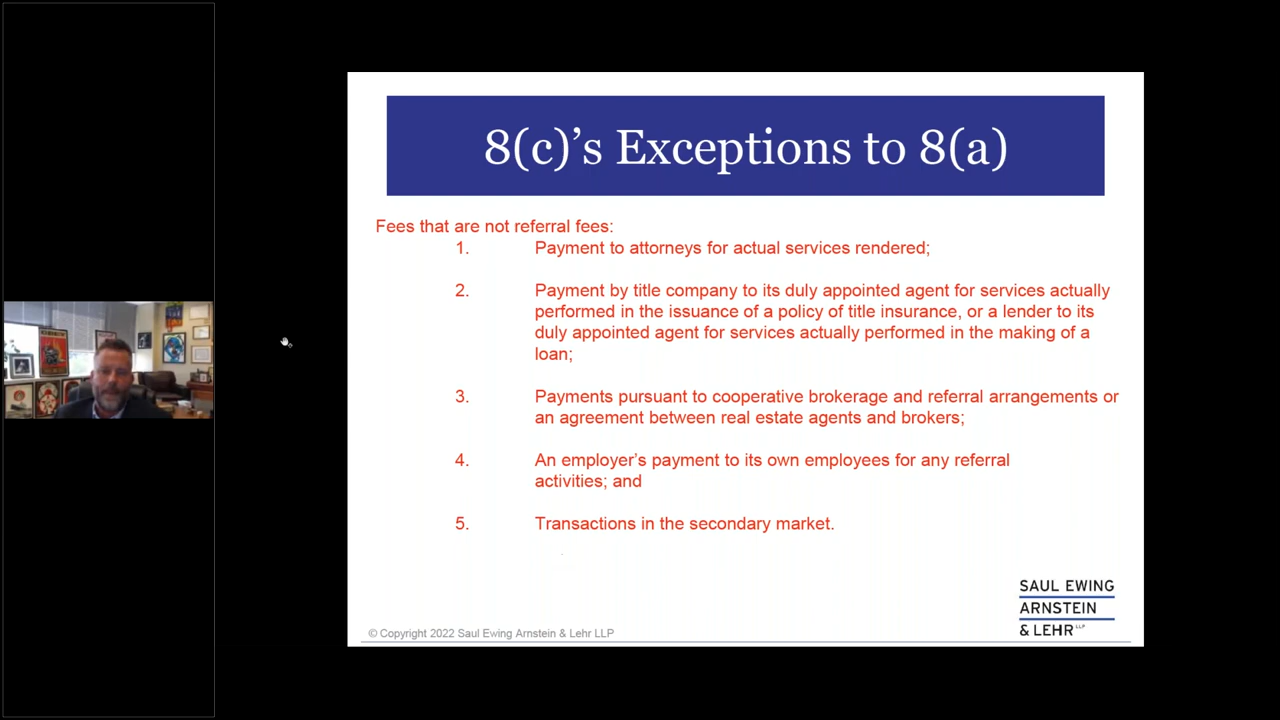 8(c)’s Exceptions to 8(a)
Fees that are not referral fees:
1. Payment to attorneys for actual services rendered;
2. Payment by title company to its duly appointed agent for services actually
performed in the issuance of a policy of title insurance, or a lender to its
duly appointed agent for services actually performed in the making of a
loan;
3. Payments pursuant to cooperative brokerage and referral arrangements or
an agreement between real estate agents and brokers;
4. An employer’s payment to its own employees for any referral
activities; and
5. Transactions in the secondary market.
SAUL EWING
ARNSTEIN
& LEHR LLP
© Copyright 2022 Saul Ewing Arnstein & Lehr LLP